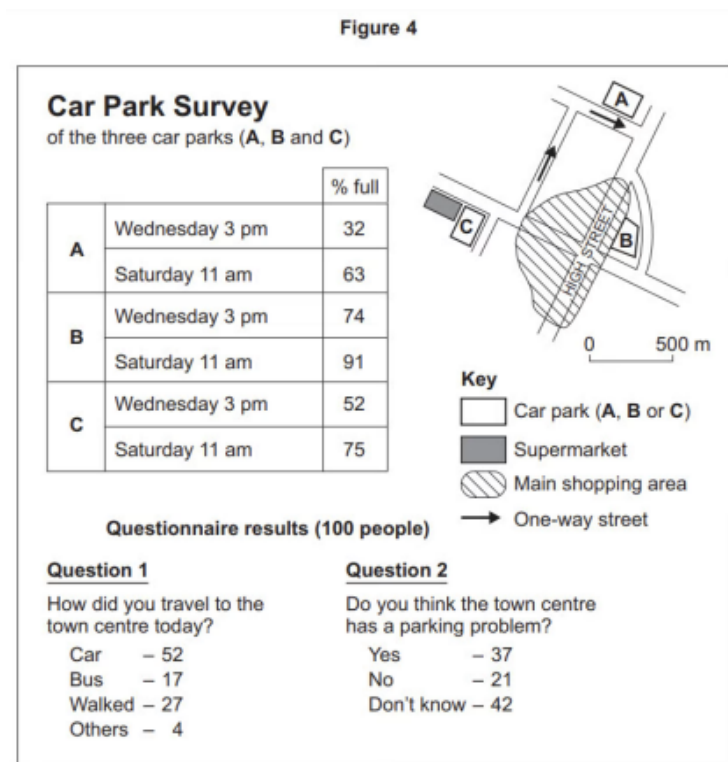 Figure 4
Car Park Survey
of the three car parks (A, B and C)
% full
A
Wednesday 3 pm 32
Saturday 11 am 63
B
Wednesday 3 pm 74
Saturday 11 am 91
C
Wednesday 3 pm 52
Saturday 11 am 75
A
C
B
HIGH STREET
0 500 m
Key
Car park (A, B or C)
Supermarket
Main shopping area
One-way street
Questionnaire results (100 people)
Question 1
How did you travel to the
town centre today?
Car – 52
Bus – 17
Walked – 27
Others – 4
Question 2
Do you think the town centre
has a parking problem?
Yes – 37
No – 21
Don't know – 42